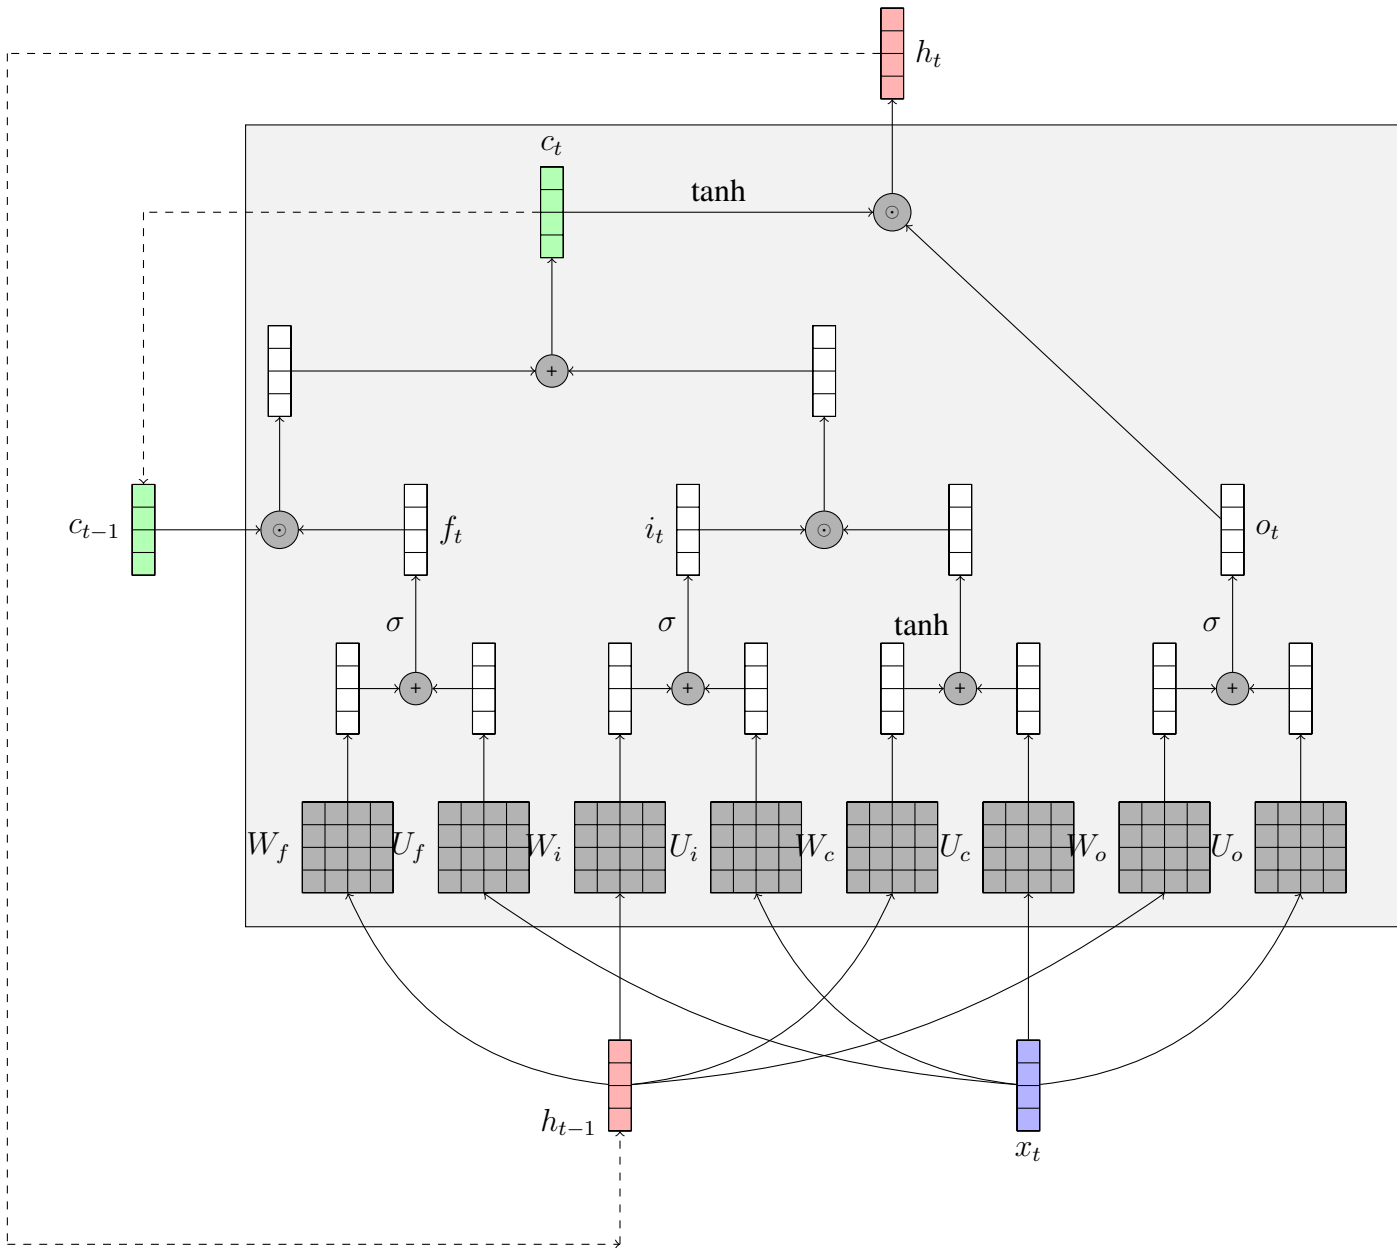 h_t
c_t
tanh
⊙
+
c_{t−1}
⊙
f_t
i_t
⊙
o_t
σ
σ
tanh
σ
+
+
+
+
W_f
U_f
W_i
U_i
W_c
U_c
W_o
U_o
h_{t−1}
x_t